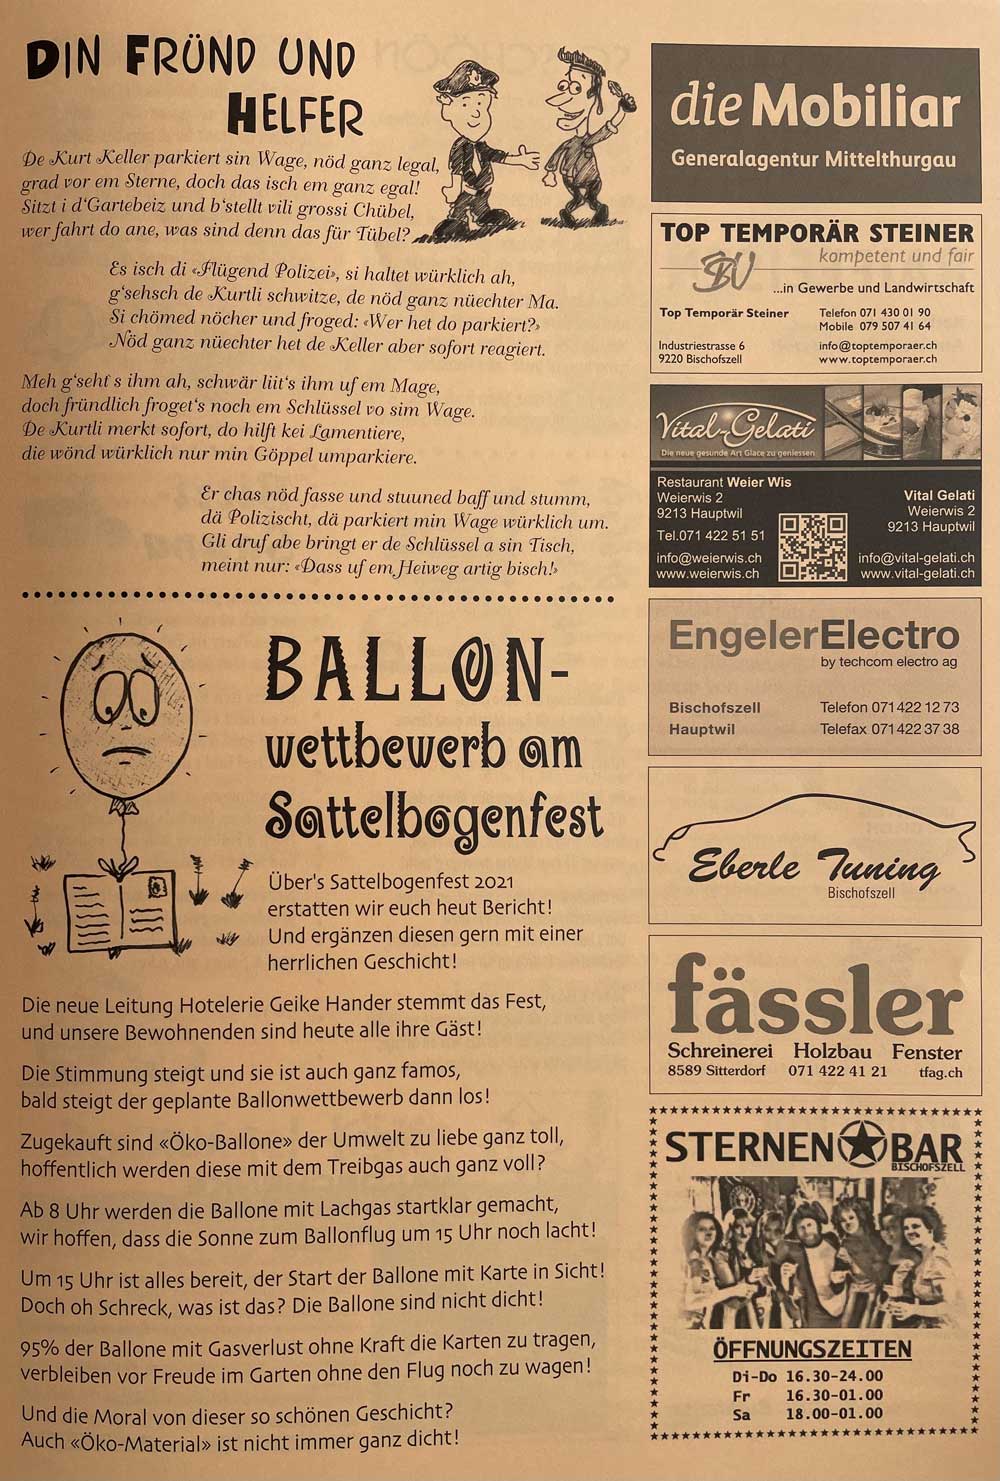 DIN FRÜND UND
HELFER
De Kurt Keller parkiert sin Wage, nöd ganz legal,
grad vor em Sterne, doch das isch em ganz egal!
Sitzt i d'Gartebeiz und b'stellt vili grossi Chübel,
wer fahrt do ane, was sind denn das für Tübel?
Es isch di «Flügend Polizei», si haltet würklich ah,
g'sehsch de Kurtli schwitze, de nöd ganz nüechter Ma.
Si chömed nöcher und froged: «Wer het do parkiert?»
Nöd ganz nüechter het de Keller aber sofort reagiert.
Meh g'seht's ihm ah, schwär liit's ihm uf em Mage,
doch fründlich froget's noch em Schlüssel vo sim Wage.
De Kurtli merkt sofort, do hilft kei Lamentiere,
die wönd würklich nur min Göppel umparkiere.
Er chas nöd fasse und stuuned baff und stumm,
dä Polizischt, dä parkiert min Wage würklich um.
Gli druf abe bringt er de Schlüssel a sin Tisch,
meint nur: «Dass uf em Heiweg artig bisch!»
BALLON-
wettbewerb am
Sattelbogenfest
Über's Sattelbogenfest 2021
erstatten wir euch heut Bericht!
Und ergänzen diesen gern mit einer
herrlichen Geschicht!
Die neue Leitung Hotelerie Geike Hander stemmt das Fest,
und unsere Bewohnenden sind heute alle ihre Gäst!
Die Stimmung steigt und sie ist auch ganz famos,
bald steigt der geplante Ballonwettbewerb dann los!
Zugekauft sind «Öko-Ballone» der Umwelt zu liebe ganz toll,
hoffentlich werden diese mit dem Treibgas auch ganz voll?
Ab 8 Uhr werden die Ballone mit Lachgas startklar gemacht,
wir hoffen, dass die Sonne zum Ballonflug um 15 Uhr noch lacht!
Um 15 Uhr ist alles bereit, der Start der Ballone mit Karte in Sicht!
Doch oh Schreck, was ist das? Die Ballone sind nicht dicht!
95% der Ballone mit Gasverlust ohne Kraft die Karten zu tragen,
verbleiben vor Freude im Garten ohne den Flug noch zu wagen!
Und die Moral von dieser so schönen Geschicht?
Auch «Öko-Material» ist nicht immer ganz dicht!
die Mobiliar
Generalagentur Mittelthurgau
TOP TEMPORÄR STEINER
kompetent und fair
...in Gewerbe und Landwirtschaft
Top Temporär Steiner
Telefon 071 430 01 90
Mobile 079 507 41 64
Industriestrasse 6
9220 Bischofszell
info@toptemporaer.ch
www.toptemporaer.ch
Vital-Gelati
Die neue gesunde Art Glace zu geniessen
Restaurant Weier Wis
Weierwis 2
9213 Hauptwil
Tel.071 422 51 51
info@weierwis.ch
www.weierwis.ch
Vital Gelati
Weierwis 2
9213 Hauptwil
info@vital-gelati.ch
www.vital-gelati.ch
EngelerElectro
by techcom electro ag
Bischofszell Telefon 071 422 12 73
Hauptwil Telefax 071 422 37 38
Eberle Tuning
Bischofszell
fässler
Schreinerei Holzbau Fenster
8589 Sitterdorf 071 422 41 21 tfag.ch
STERNEN BAR
BISCHOFSZELL
ÖFFNUNGSZEITEN
Di-Do 16.30-24.00
Fr 16.30-01.00
Sa 18.00-01.00